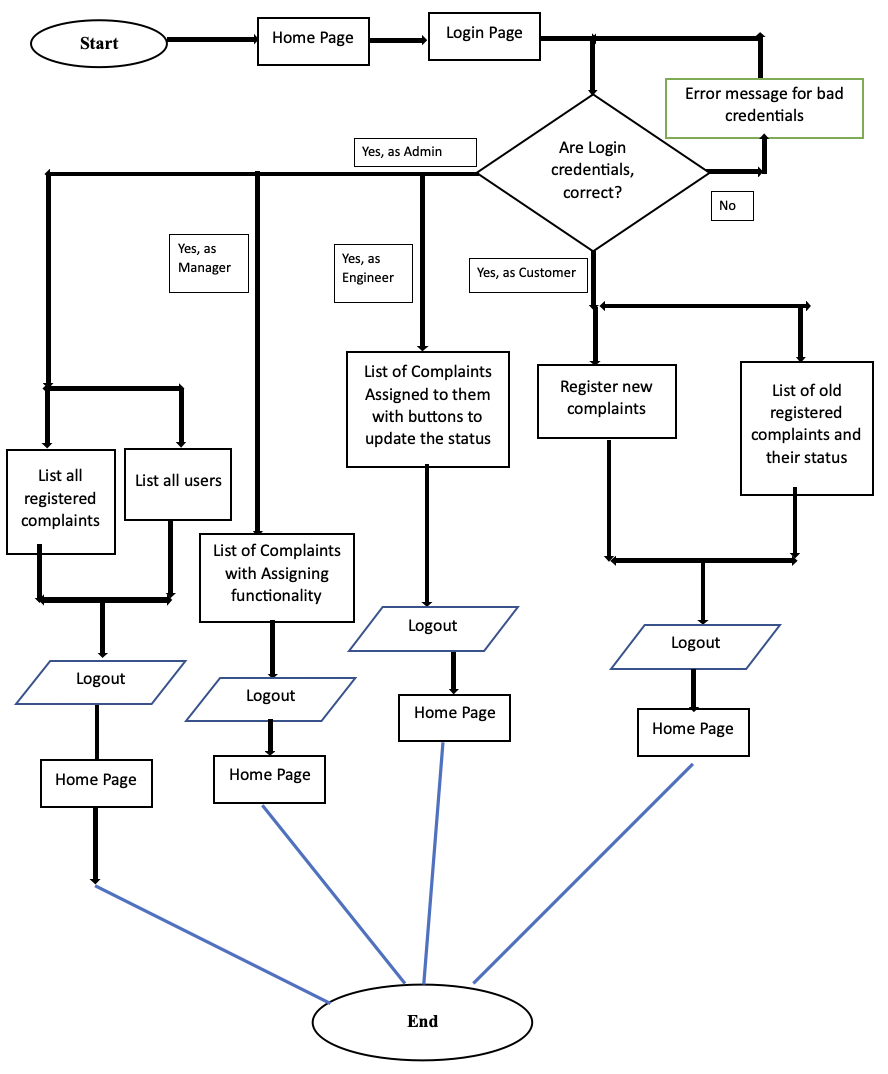 Start
Home Page
Login Page
Error message for bad
credentials
Are Login
credentials,
correct?
Yes, as Admin
No
Yes, as
Manager
Yes, as
Engineer
Yes, as Customer
List of Complaints
Assigned to them
with buttons to
update the status
Register new
complaints
List of old
registered
complaints and
their status
List all
registered
complaints
List all users
List of Complaints
with Assigning
functionality
Logout
Logout
Logout
Logout
Home Page
Home Page
Home Page
Home Page
End